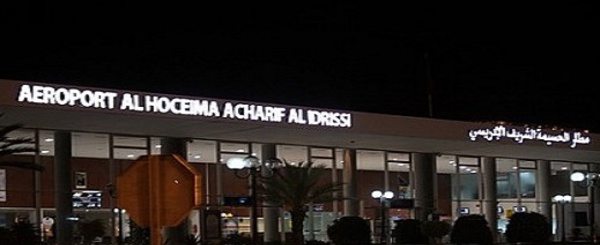 AEROPORT AL HOCEIMA ACHARIF AL IDRISSI
مطار الحسيمة الشريف الإدريسي